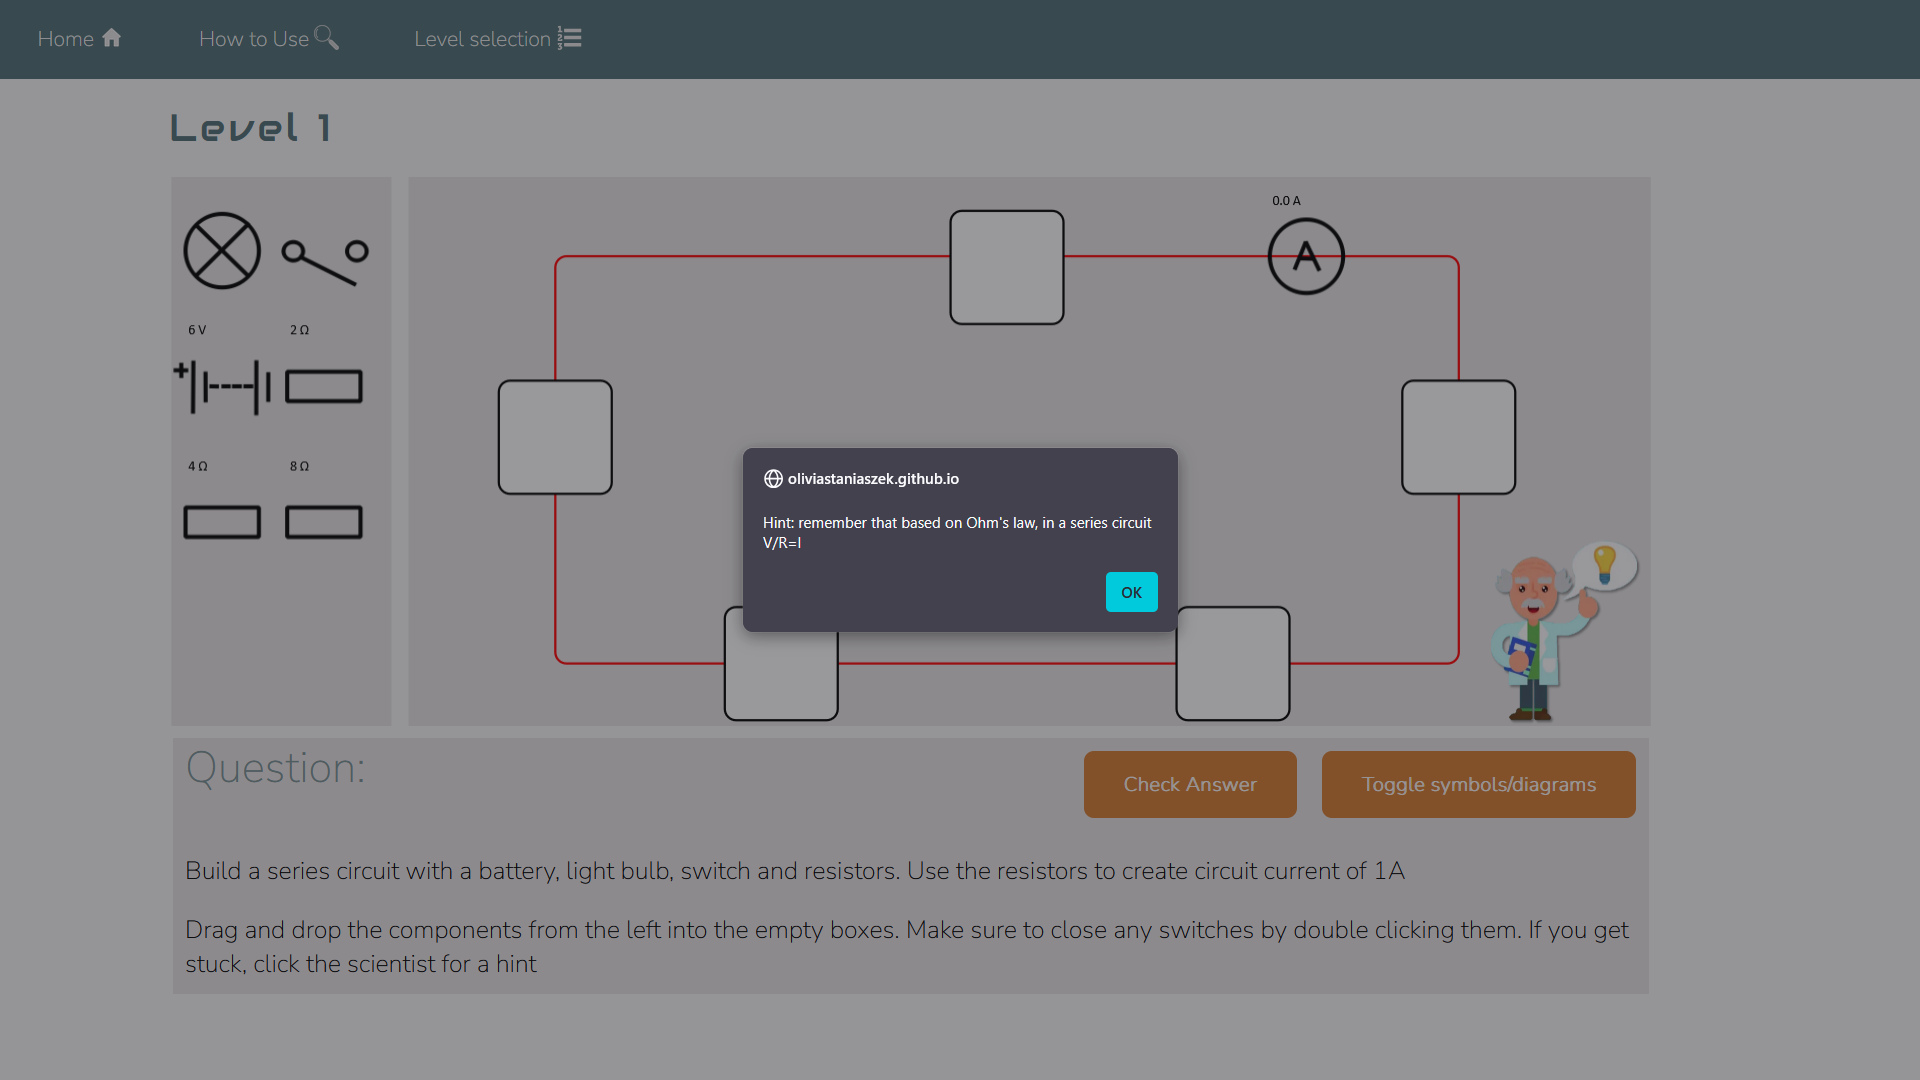 Home
How to Use
Level selection
Level 1
0.0 A
A
6 V
2 Ω
4 Ω
8 Ω
oliviastaniaszek.github.io
Hint: remember that based on Ohm's law, in a series circuit
V/R=I
OK
Question:
Check Answer
Toggle symbols/diagrams
Build a series circuit with a battery, light bulb, switch and resistors. Use the resistors to create circuit current of 1A
Drag and drop the components from the left into the empty boxes. Make sure to close any switches by double clicking them. If you get
stuck, click the scientist for a hint